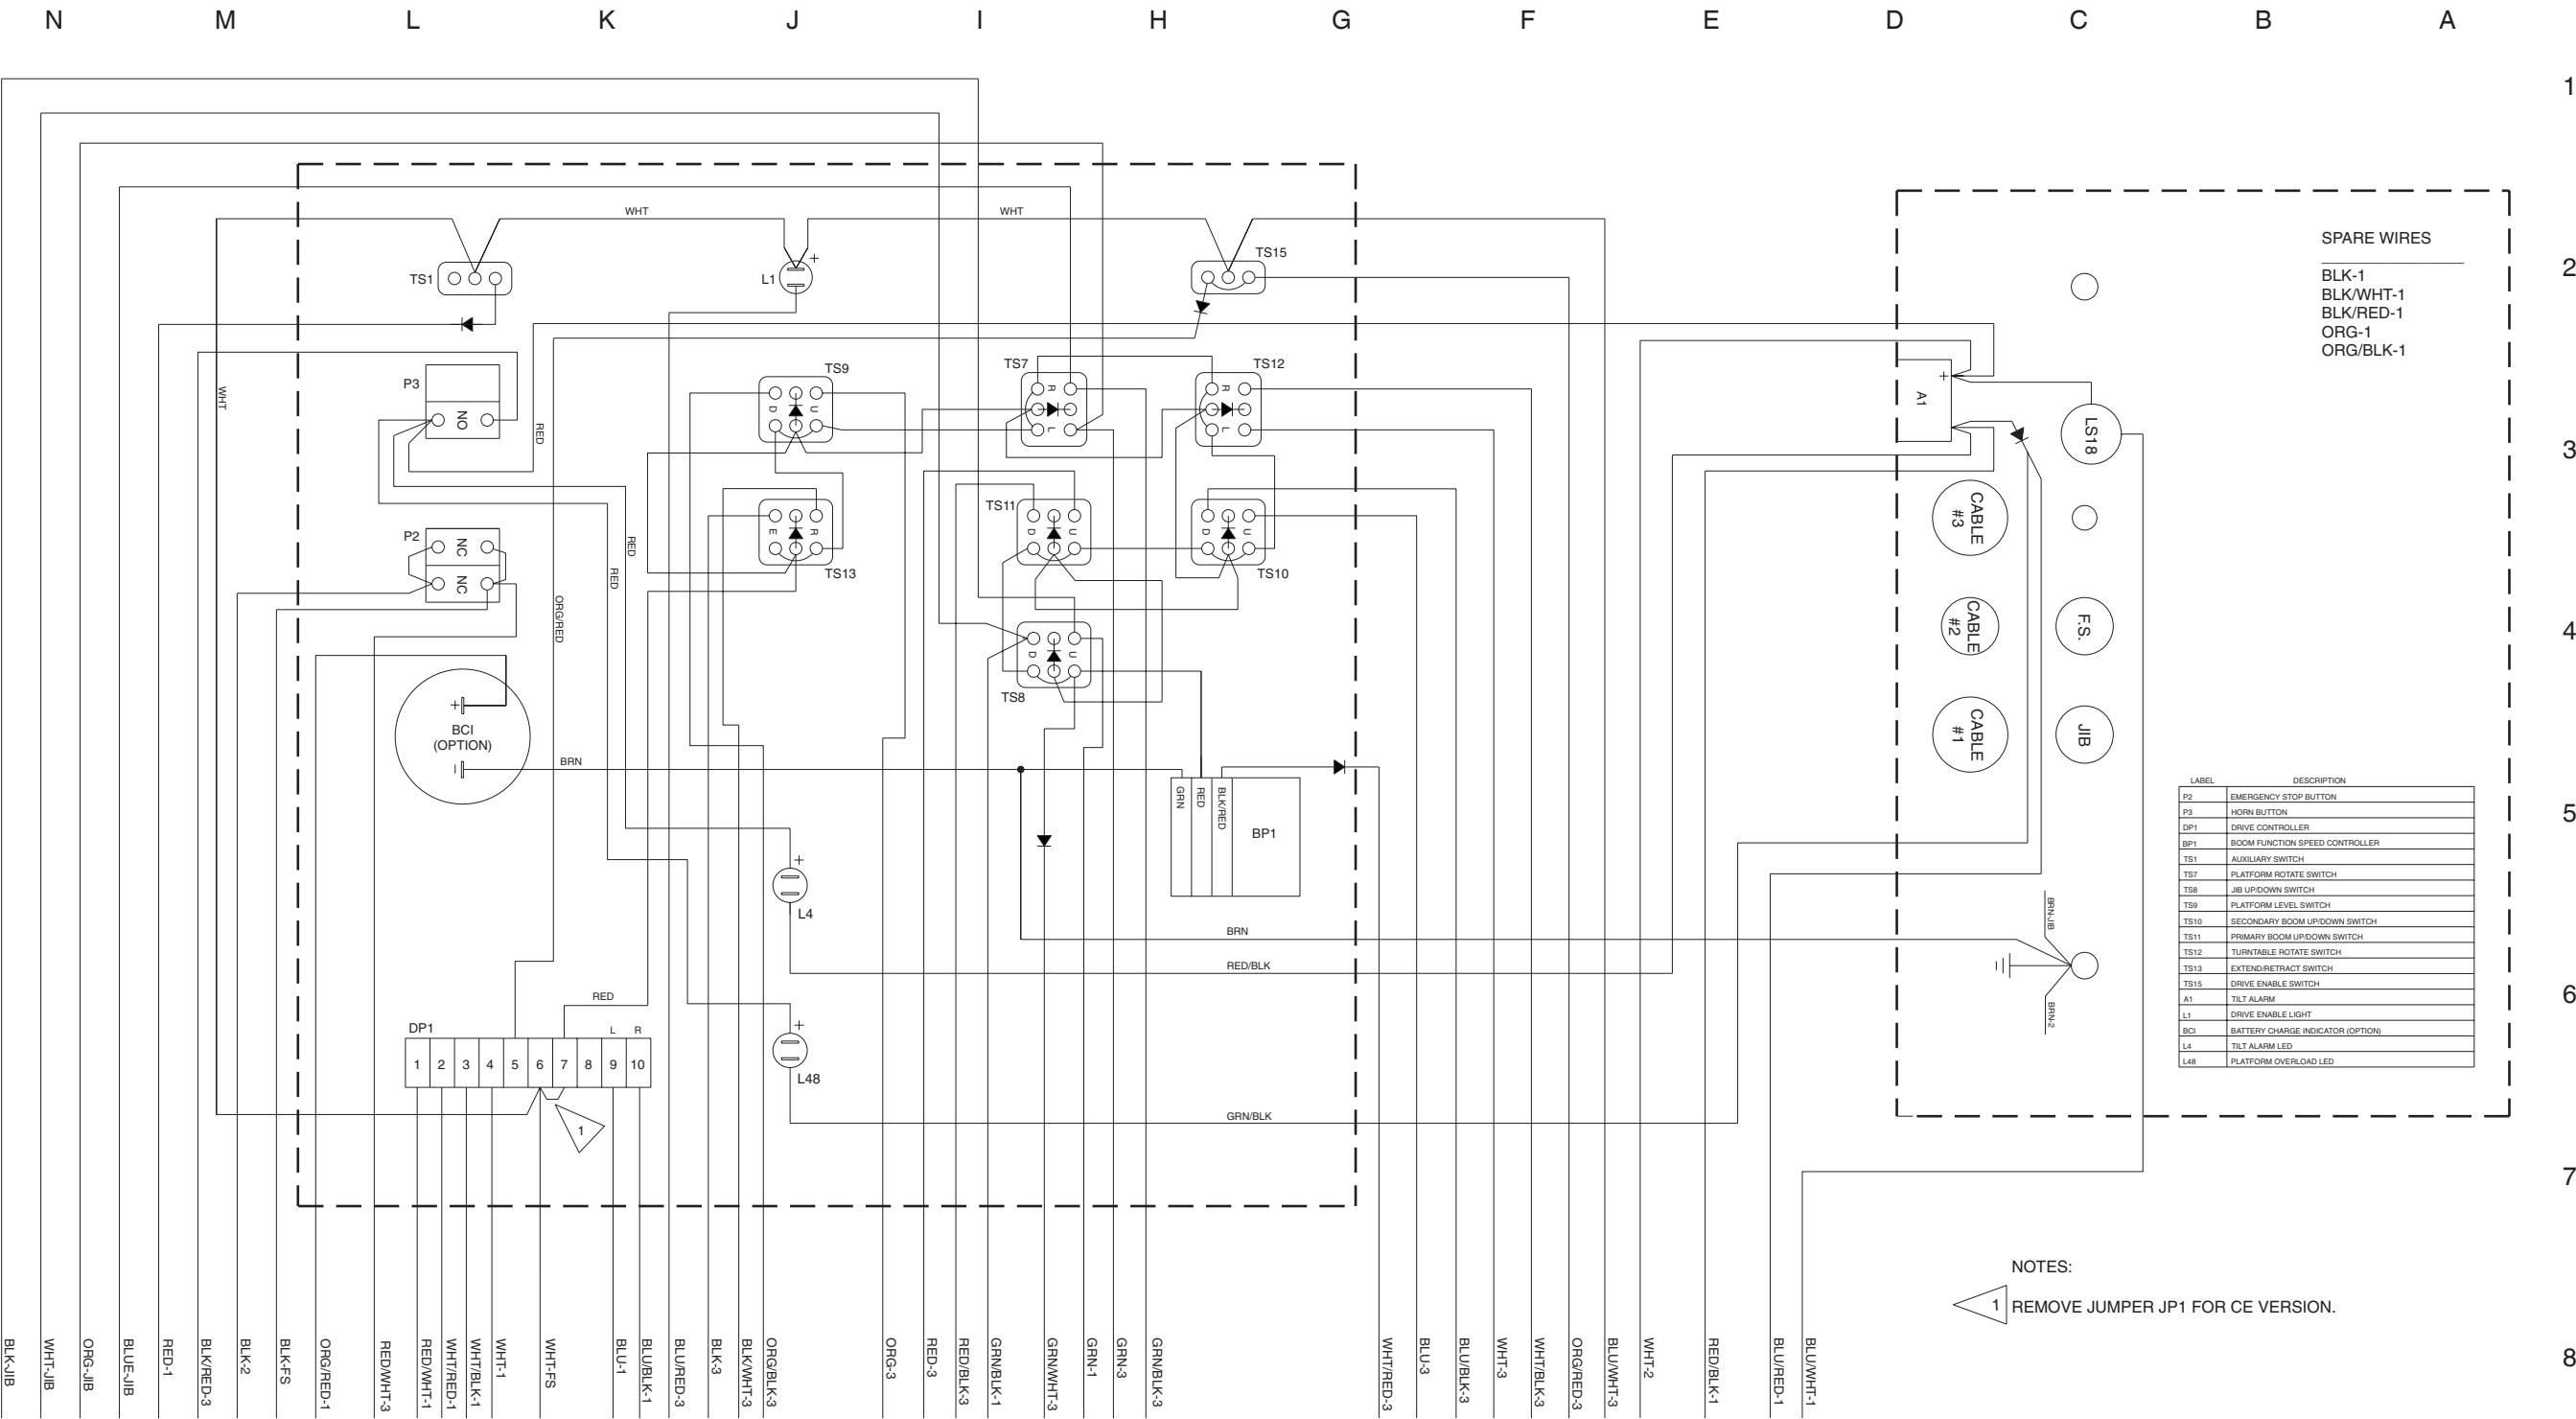 N M L K J I H G F E D C B A
1
2
3
4
5
6
7
8
WHT
WHT
TS1
L1
+
TS15
WHT
P3
NO
RED
TS9
D U
TS7
R
L
TS12
R
L
P2
NC
NC
RED
RED
ORG/RED
E R
TS13
TS11
D U
D U
TS10
D U
TS8
+
BCI
(OPTION)
BRN
GRN
RED
BLK/RED
BP1
+
L4
BRN
RED/BLK
RED
DP1
L R
1 2 3 4 5 6 7 8 9 10
1
+
L48
GRN/BLK
A1
+
LS18
CABLE
#3
CABLE
#2
F.S.
CABLE
#1
JIB
BRN-JIB
BRN-2
SPARE WIRES
BLK-1
BLK/WHT-1
BLK/RED-1
ORG-1
ORG/BLK-1
LABEL DESCRIPTION
P2 EMERGENCY STOP BUTTON
P3 HORN BUTTON
DP1 DRIVE CONTROLLER
BP1 BOOM FUNCTION SPEED CONTROLLER
TS1 AUXILIARY SWITCH
TS7 PLATFORM ROTATE SWITCH
TS8 JIB UP/DOWN SWITCH
TS9 PLATFORM LEVEL SWITCH
TS10 SECONDARY BOOM UP/DOWN SWITCH
TS11 PRIMARY BOOM UP/DOWN SWITCH
TS12 TURNTABLE ROTATE SWITCH
TS13 EXTEND/RETRACT SWITCH
TS15 DRIVE ENABLE SWITCH
A1 TILT ALARM
L1 DRIVE ENABLE LIGHT
BCI BATTERY CHARGE INDICATOR (OPTION)
L4 TILT ALARM LED
L48 PLATFORM OVERLOAD LED
NOTES:
1 REMOVE JUMPER JP1 FOR CE VERSION.
BLK-JIB
WHT-JIB
ORG-JIB
BLUE-JIB
RED-1
BLK/RED-3
BLK-2
BLK-FS
ORG/RED-1
RED/WHT-3
RED/WHT-1
WHT/RED-1
WHT/BLK-1
WHT-1
WHT-FS
BLU-1
BLU/BLK-1
BLU/RED-3
BLK-3
BLK/WHT-3
ORG/BLK-3
ORG-3
RED-3
RED/BLK-3
GRN/BLK-1
GRN/WHT-3
GRN-1
GRN-3
GRN/BLK-3
WHT/RED-3
BLU-3
BLU/BLK-3
WHT-3
WHT/BLK-3
ORG/RED-3
BLU/WHT-3
WHT-2
RED/BLK-1
BLU/RED-1
BLU/WHT-1